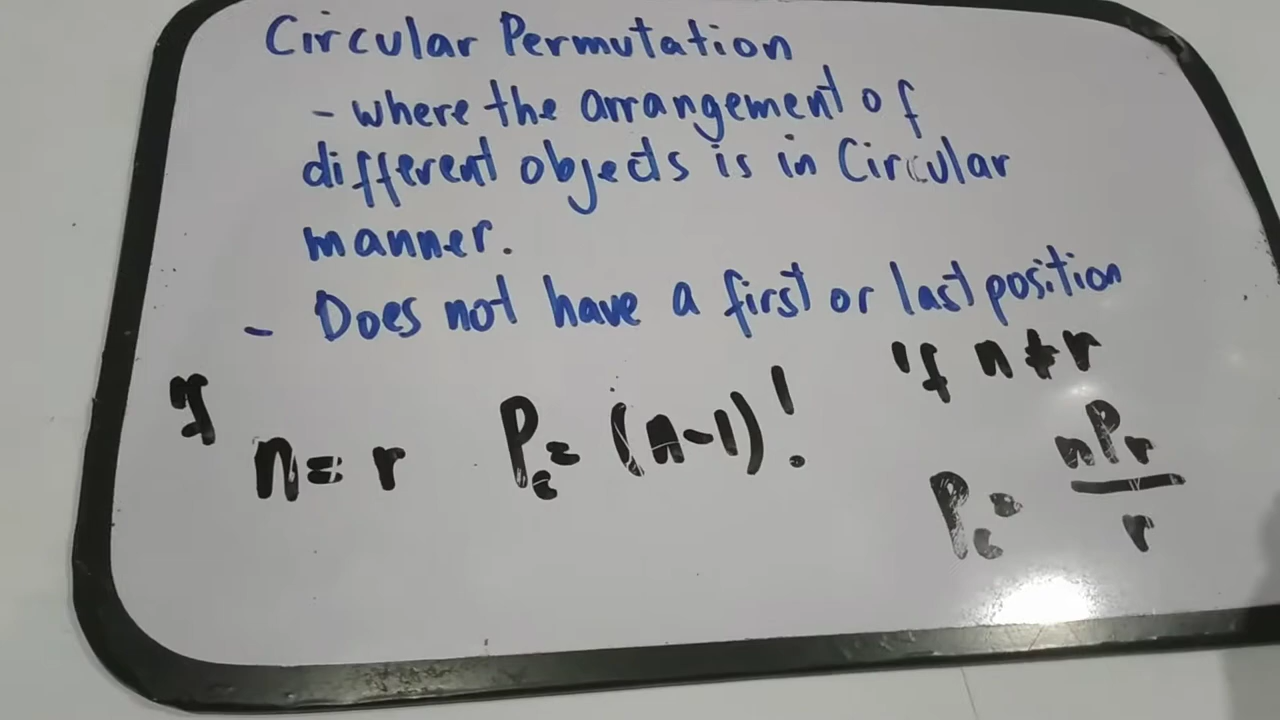 Circular Permutation
- where the arrangement of
different objects is in Circular
manner.
- Does not have a first or last position
If n = r Pc = (n-1)!
if n ≠ r
Pc = nPr / r